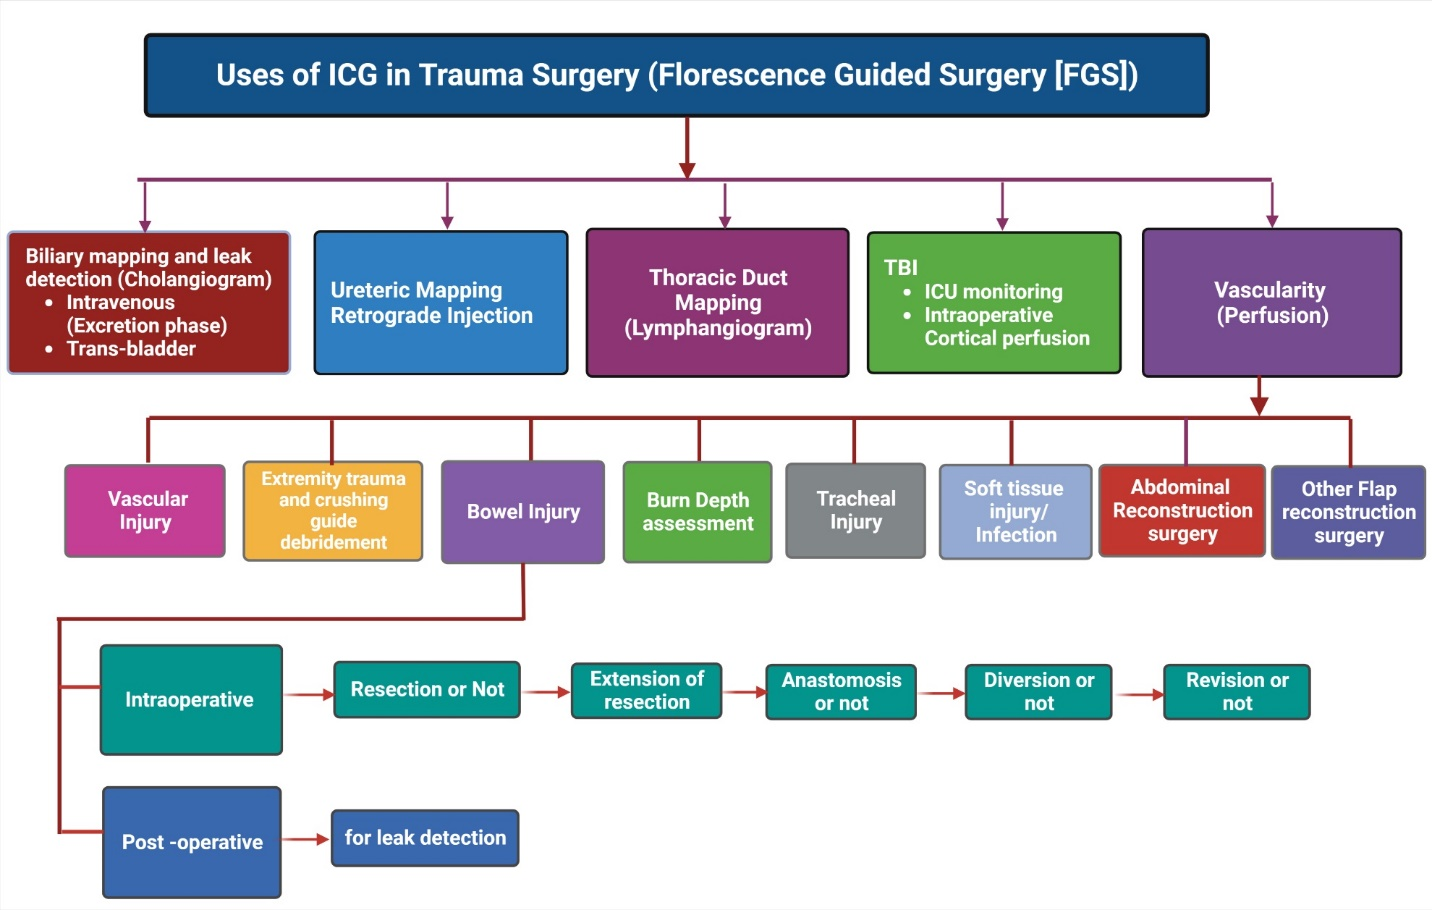 Uses of ICG in Trauma Surgery (Florescence Guided Surgery [FGS])
Biliary mapping and leak
detection (Cholangiogram)
• Intravenous
(Excretion phase)
• Trans-bladder
Ureteric Mapping
Retrograde Injection
Thoracic Duct
Mapping
(Lymphangiogram)
TBI
• ICU monitoring
• Intraoperative
Cortical perfusion
Vascularity
(Perfusion)
Vascular
Injury
Extremity trauma
and crushing
guide
debridement
Bowel Injury
Burn Depth
assessment
Tracheal
Injury
Soft tissue
injury/
Infection
Abdominal
Reconstruction
surgery
Other Flap
reconstruction
surgery
Intraoperative
Resection or Not
Extension of
resection
Anastomosis
or not
Diversion or
not
Revision or
not
Post -operative
for leak detection